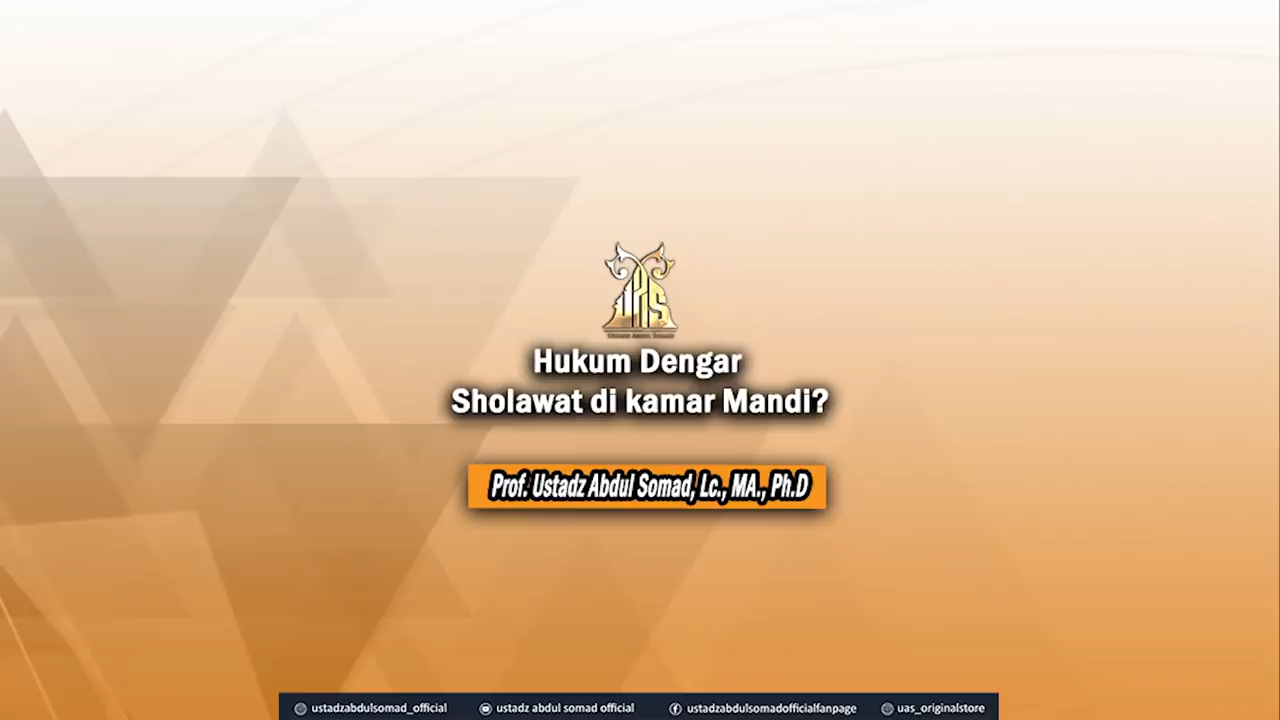 UAS
Hukum Dengar
Sholawat di kamar Mandi?
Prof. Ustadz Abdul Somad, Lc., MA., Ph.D
ustadzabdulsomad_official ustadz abdul somad official ustadzabdulsomadofficialfanpage uas_originalstore